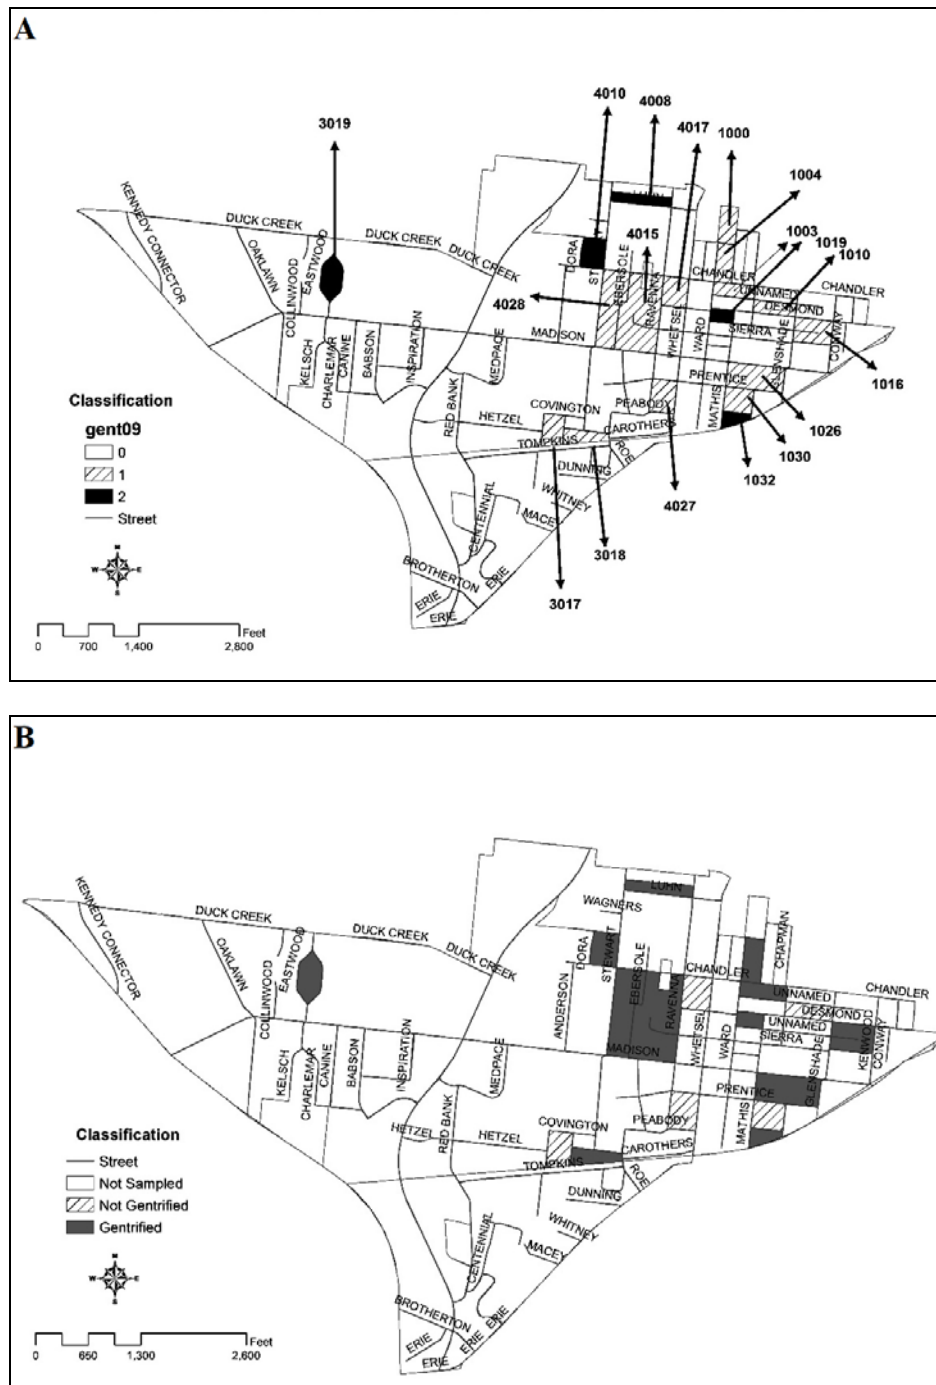 A
4010
4008
3019
4017
1000
1004
KENNEDY CONNECTOR
DUCK CREEK
DUCK CREEK
DUCK CREEK
OAKLAWN
COLLINWOOD
EASTWOOD
DORA
ST
EBERSOLE
4015
RAVENNA
CHANDLER
1003
1019
1010
UNNAMED
CHANDLER
DESMOND
4028
MADISON
WHETSEL
WARD
SIERRA
GLENSHADE
CONWAY
1016
KELSCH
CHARLEMAR
CANINE
BABSON
INSPIRATION
MEDPACE
PRENTICE
MATHIS
Classification
gent09
0
1
2
Street
RED BANK
HETZEL
COVINGTON
PEABODY
CAROTHERS
TOMPKINS
ROE
DUNNING
1026
1030
1032
4027
WHITNEY
MACEY
CENTENNIAL
3018
3017
BROTHERTON
ERIE
ERIE
ERIE
N
W E
S
Feet
0 700 1,400 2,800
B
LUHN
WAGNERS
KENNEDY CONNECTOR
DUCK CREEK
DUCK CREEK
DUCK CREEK
OAKLAWN
COLLINWOOD
EASTWOOD
DORA
STEWART
EBERSOLE
CHAPMAN
CHANDLER
CHANDLER
ANDERSON
RAVENNA
UNNAMED
DESMOND
UNNAMED
MADISON
WHETSEL
WARD
SIERRA
KENWOOD
CONWAY
KELSCH
CHARLEMAR
CANINE
BABSON
INSPIRATION
MEDPACE
PRENTICE
GLENSHADE
MATHIS
RED BANK
HETZEL
HETZEL
COVINGTON
PEABODY
CAROTHERS
TOMPKINS
ROE
DUNNING
Classification
Street
Not Sampled
Not Gentrified
Gentrified
WHITNEY
MACEY
CENTENNIAL
BROTHERTON
ERIE
ERIE
ERIE
ERIE
N
W E
S
Feet
0 650 1,300 2,600